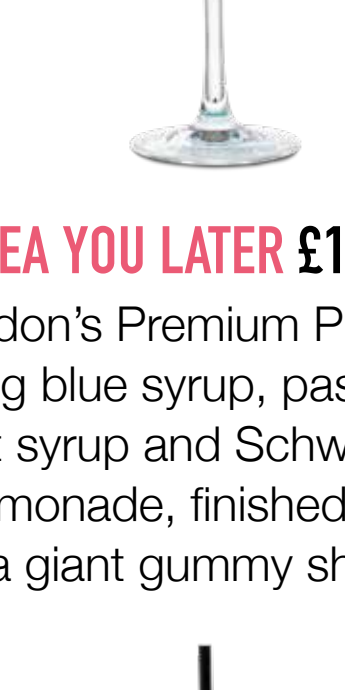 EA YOU LATER £1
don's Premium P
g blue syrup, pas
t syrup and Schw
monade, finished
a giant gummy sh